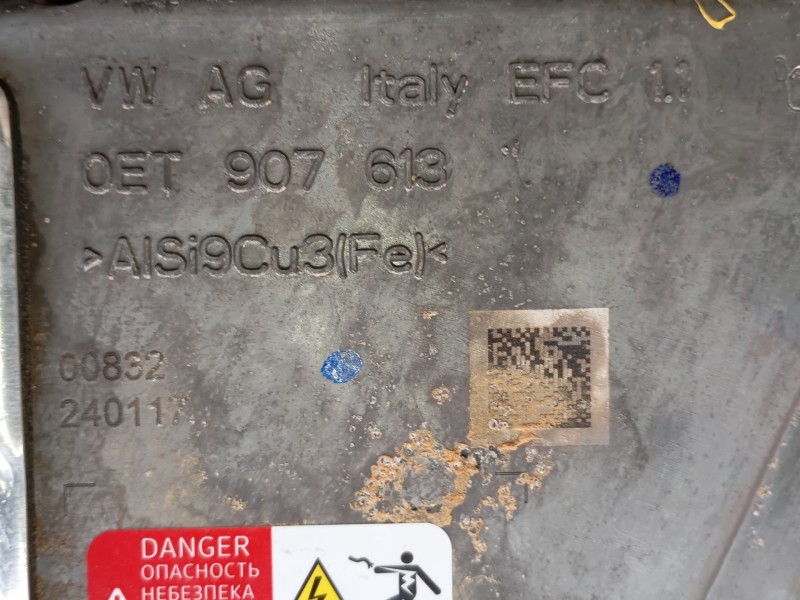 VW AG Italy EFC
0ET 907 613
>AlSi9Cu3(Fe)<
00832
240117
DANGER
ОПАСНОСТЬ
НЕБЕЗПЕКА